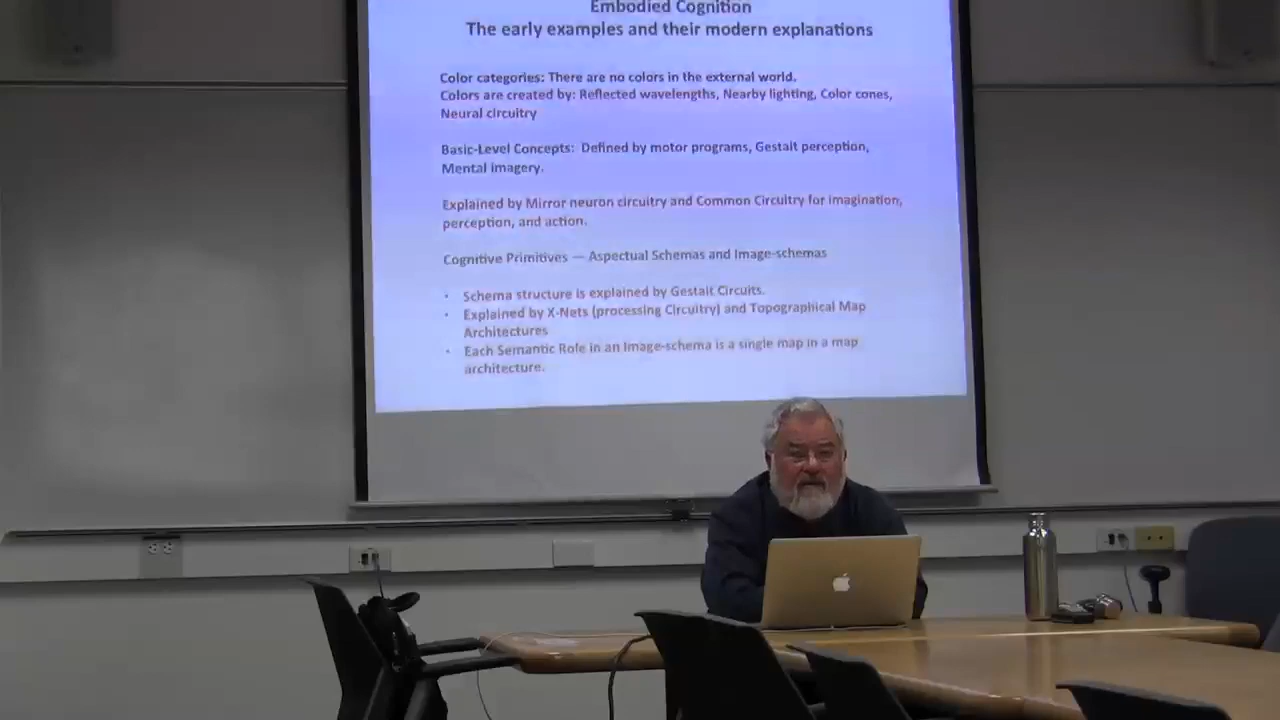 Embodied Cognition
The early examples and their modern explanations
Color categories: There are no colors in the external world.
Colors are created by: Reflected wavelengths, Nearby lighting, Color cones,
Neural circuitry
Basic-Level Concepts: Defined by motor programs, Gestalt perception,
Mental imagery.
Explained by Mirror neuron circuitry and Common Circuitry for imagination,
perception, and action.
Cognitive Primitives — Aspectual Schemas and Image-schemas
• Schema structure is explained by Gestalt Circuits.
• Explained by X-Nets (processing Circuitry) and Topographical Map
Architectures
• Each Semantic Role in an Image-schema is a single map in a map
architecture.